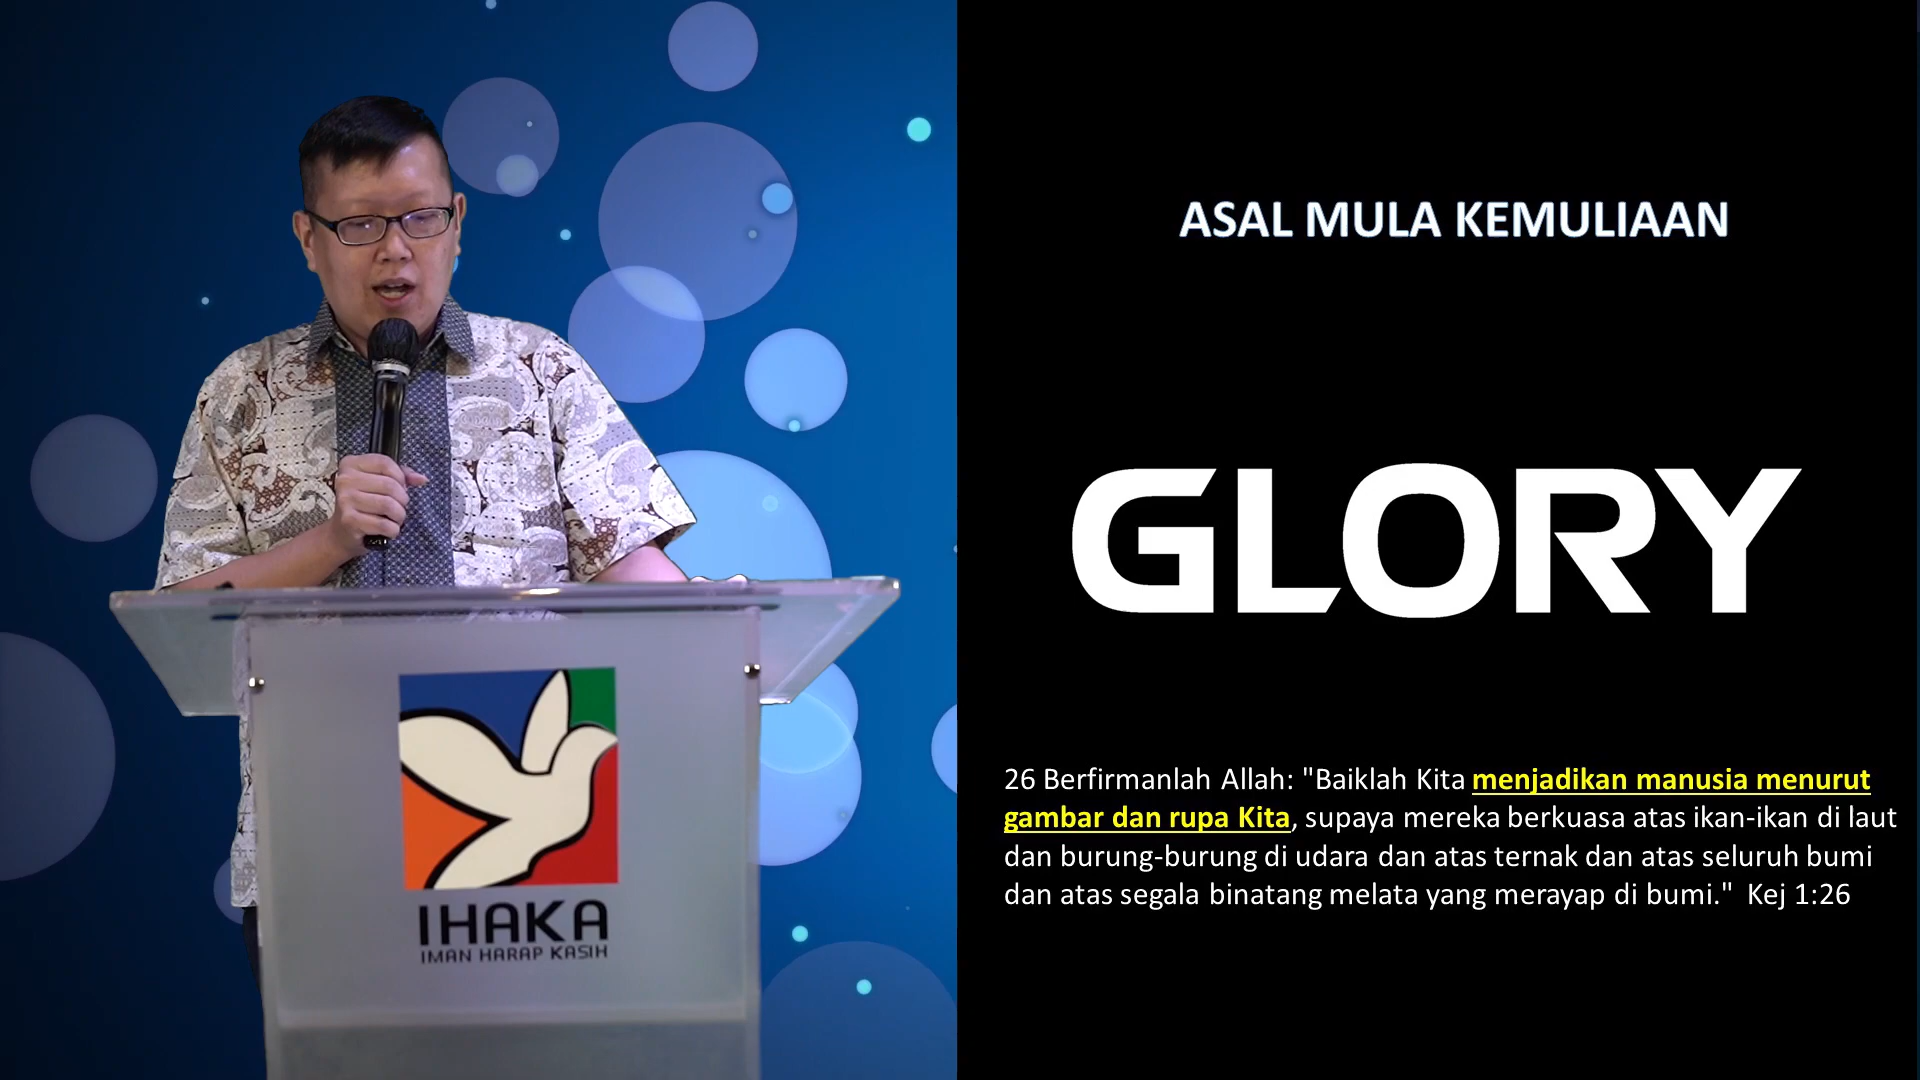 ASAL MULA KEMULIAAN
GLORY
26 Berfirmanlah Allah: "Baiklah Kita menjadikan manusia menurut
gambar dan rupa Kita, supaya mereka berkuasa atas ikan-ikan di laut
dan burung-burung di udara dan atas ternak dan atas seluruh bumi
dan atas segala binatang melata yang merayap di bumi." Kej 1:26
IHAKA
IMAN HARAP KASIH